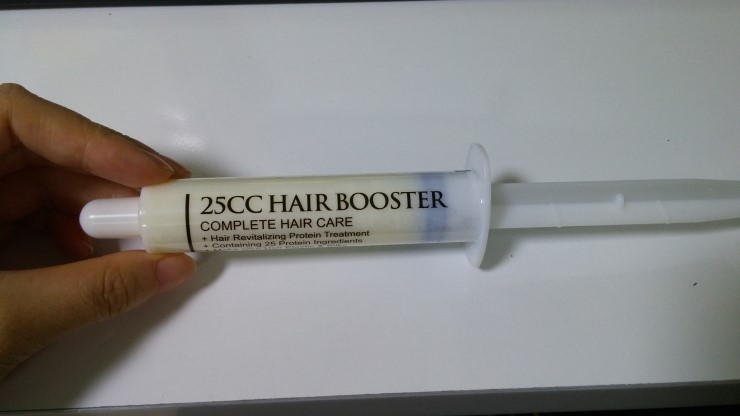 25CC HAIR BOOSTER
COMPLETE HAIR CARE
+ Hair Revitalizing Protein Treatment
+ Containing 25 Protein Ingredients